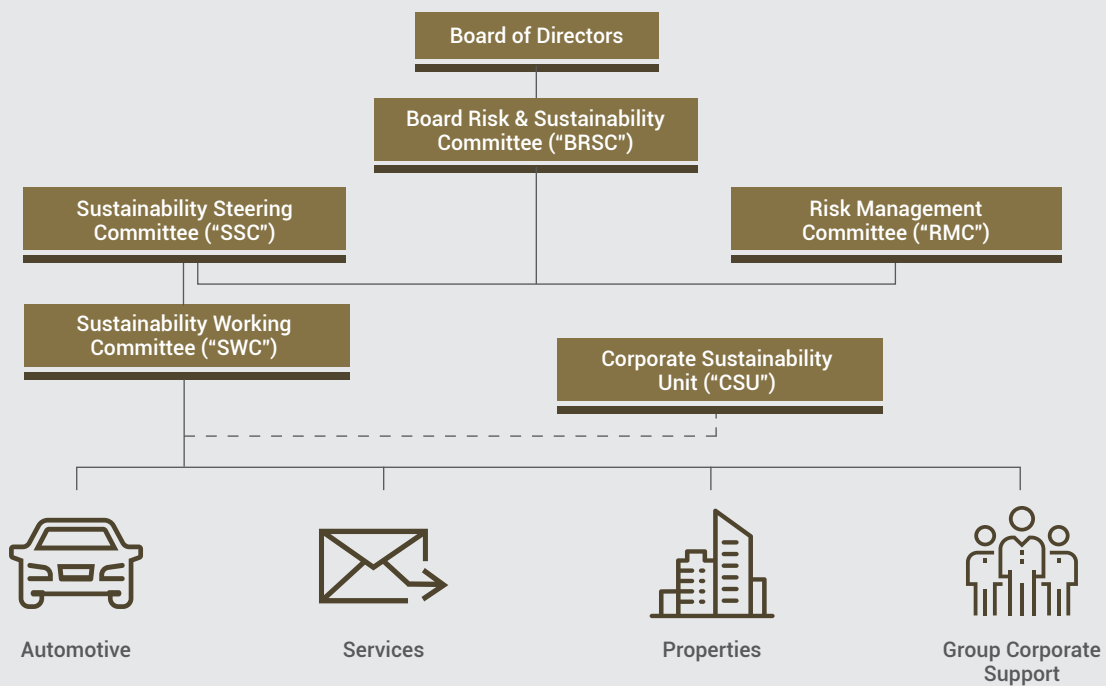 Board of Directors
Board Risk & Sustainability
Committee (“BRSC”)
Sustainability Steering
Committee (“SSC”)
Risk Management
Committee (“RMC”)
Sustainability Working
Committee (“SWC”)
Corporate Sustainability
Unit (“CSU”)
Automotive
Services
Properties
Group Corporate
Support